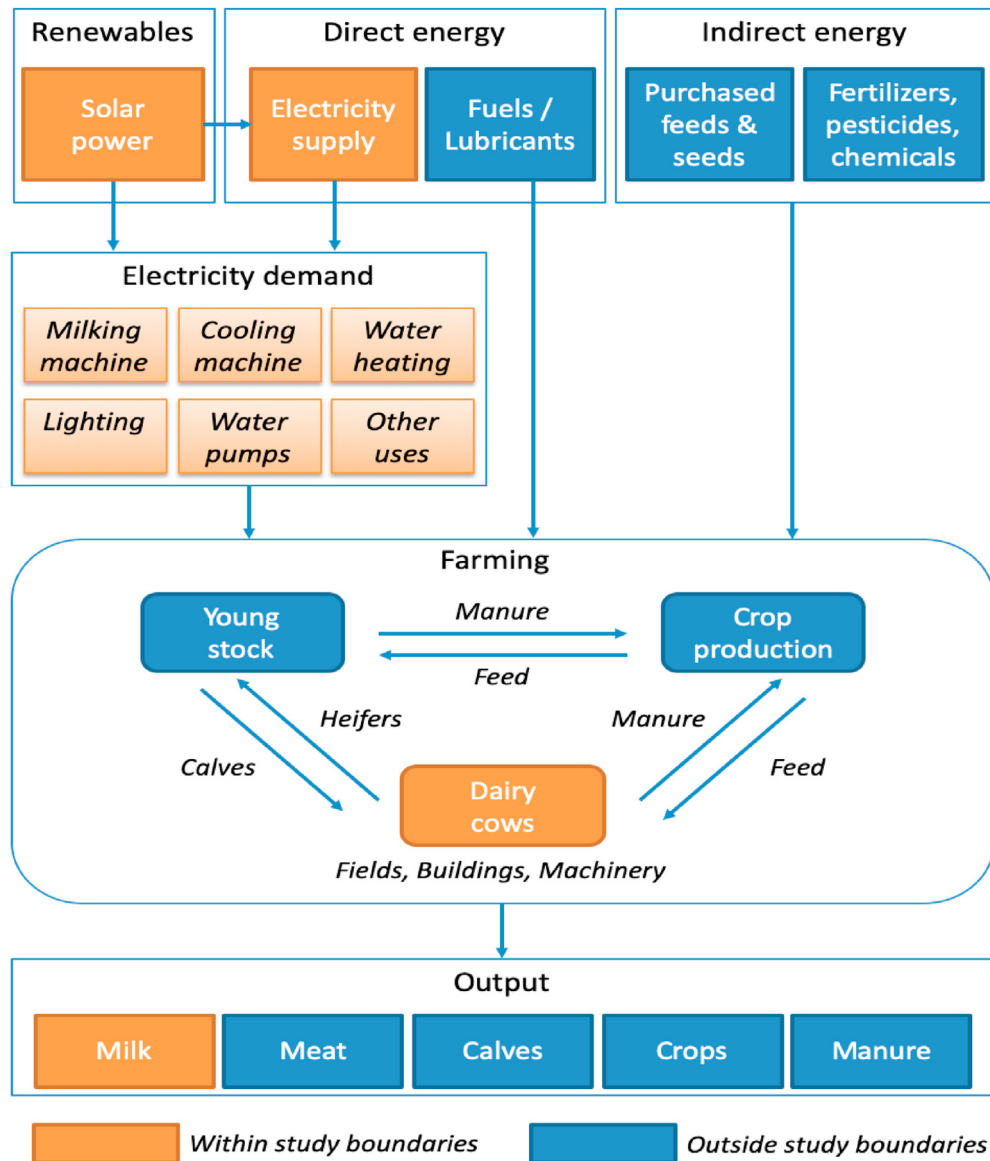 Renewables
Direct energy
Indirect energy
Solar
power
Electricity
supply
Fuels /
Lubricants
Purchased
feeds &
seeds
Fertilizers,
pesticides,
chemicals
Electricity demand
Milking
machine
Cooling
machine
Water
heating
Lighting
Water
pumps
Other
uses
Farming
Young
stock
Manure
Feed
Crop
production
Heifers
Calves
Manure
Feed
Dairy
cows
Fields, Buildings, Machinery
Output
Milk
Meat
Calves
Crops
Manure
Within study boundaries
Outside study boundaries